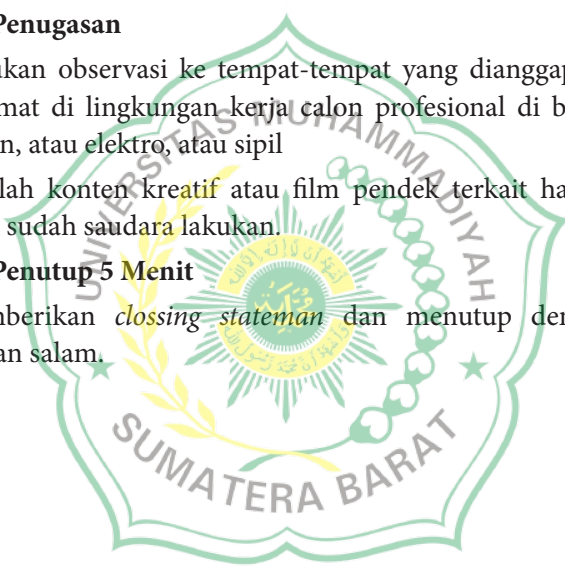 Penugasan
ukan observasi ke tempat-tempat yang dianggap
mat di lingkungan kerja calon profesional di b
n, atau elektro, atau sipil
lah konten kreatif atau film pendek terkait ha
sudah saudara lakukan.
Penutup 5 Menit
nberikan clossing stateman dan menutup der
an salam.
UNIVERSITAS MUHAMMADIYAH
SUMATERA BARAT